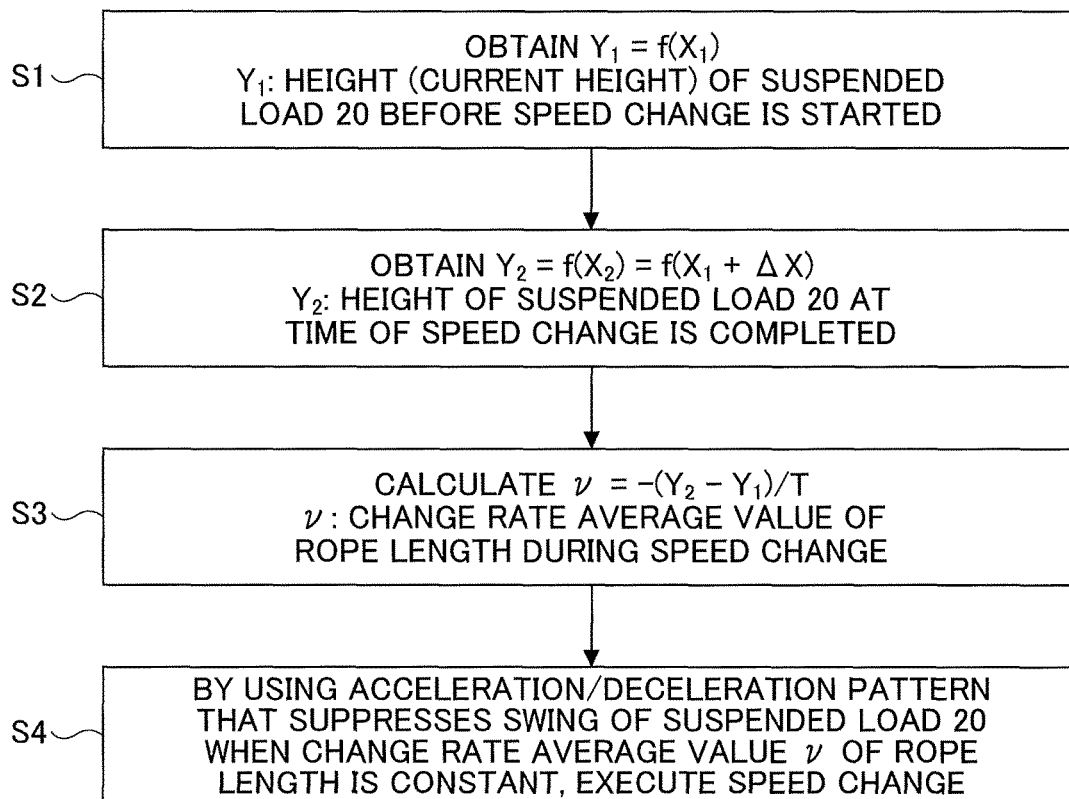 S1
OBTAIN Y₁ = f(X₁)
Y₁: HEIGHT (CURRENT HEIGHT) OF SUSPENDED
LOAD 20 BEFORE SPEED CHANGE IS STARTED
S2
OBTAIN Y₂ = f(X₂) = f(X₁ + ΔX)
Y₂: HEIGHT OF SUSPENDED LOAD 20 AT
TIME OF SPEED CHANGE IS COMPLETED
S3
CALCULATE ν = -(Y₂ - Y₁)/T
ν: CHANGE RATE AVERAGE VALUE OF
ROPE LENGTH DURING SPEED CHANGE
S4
BY USING ACCELERATION/DECELERATION PATTERN
THAT SUPPRESSES SWING OF SUSPENDED LOAD 20
WHEN CHANGE RATE AVERAGE VALUE ν OF ROPE
LENGTH IS CONSTANT, EXECUTE SPEED CHANGE